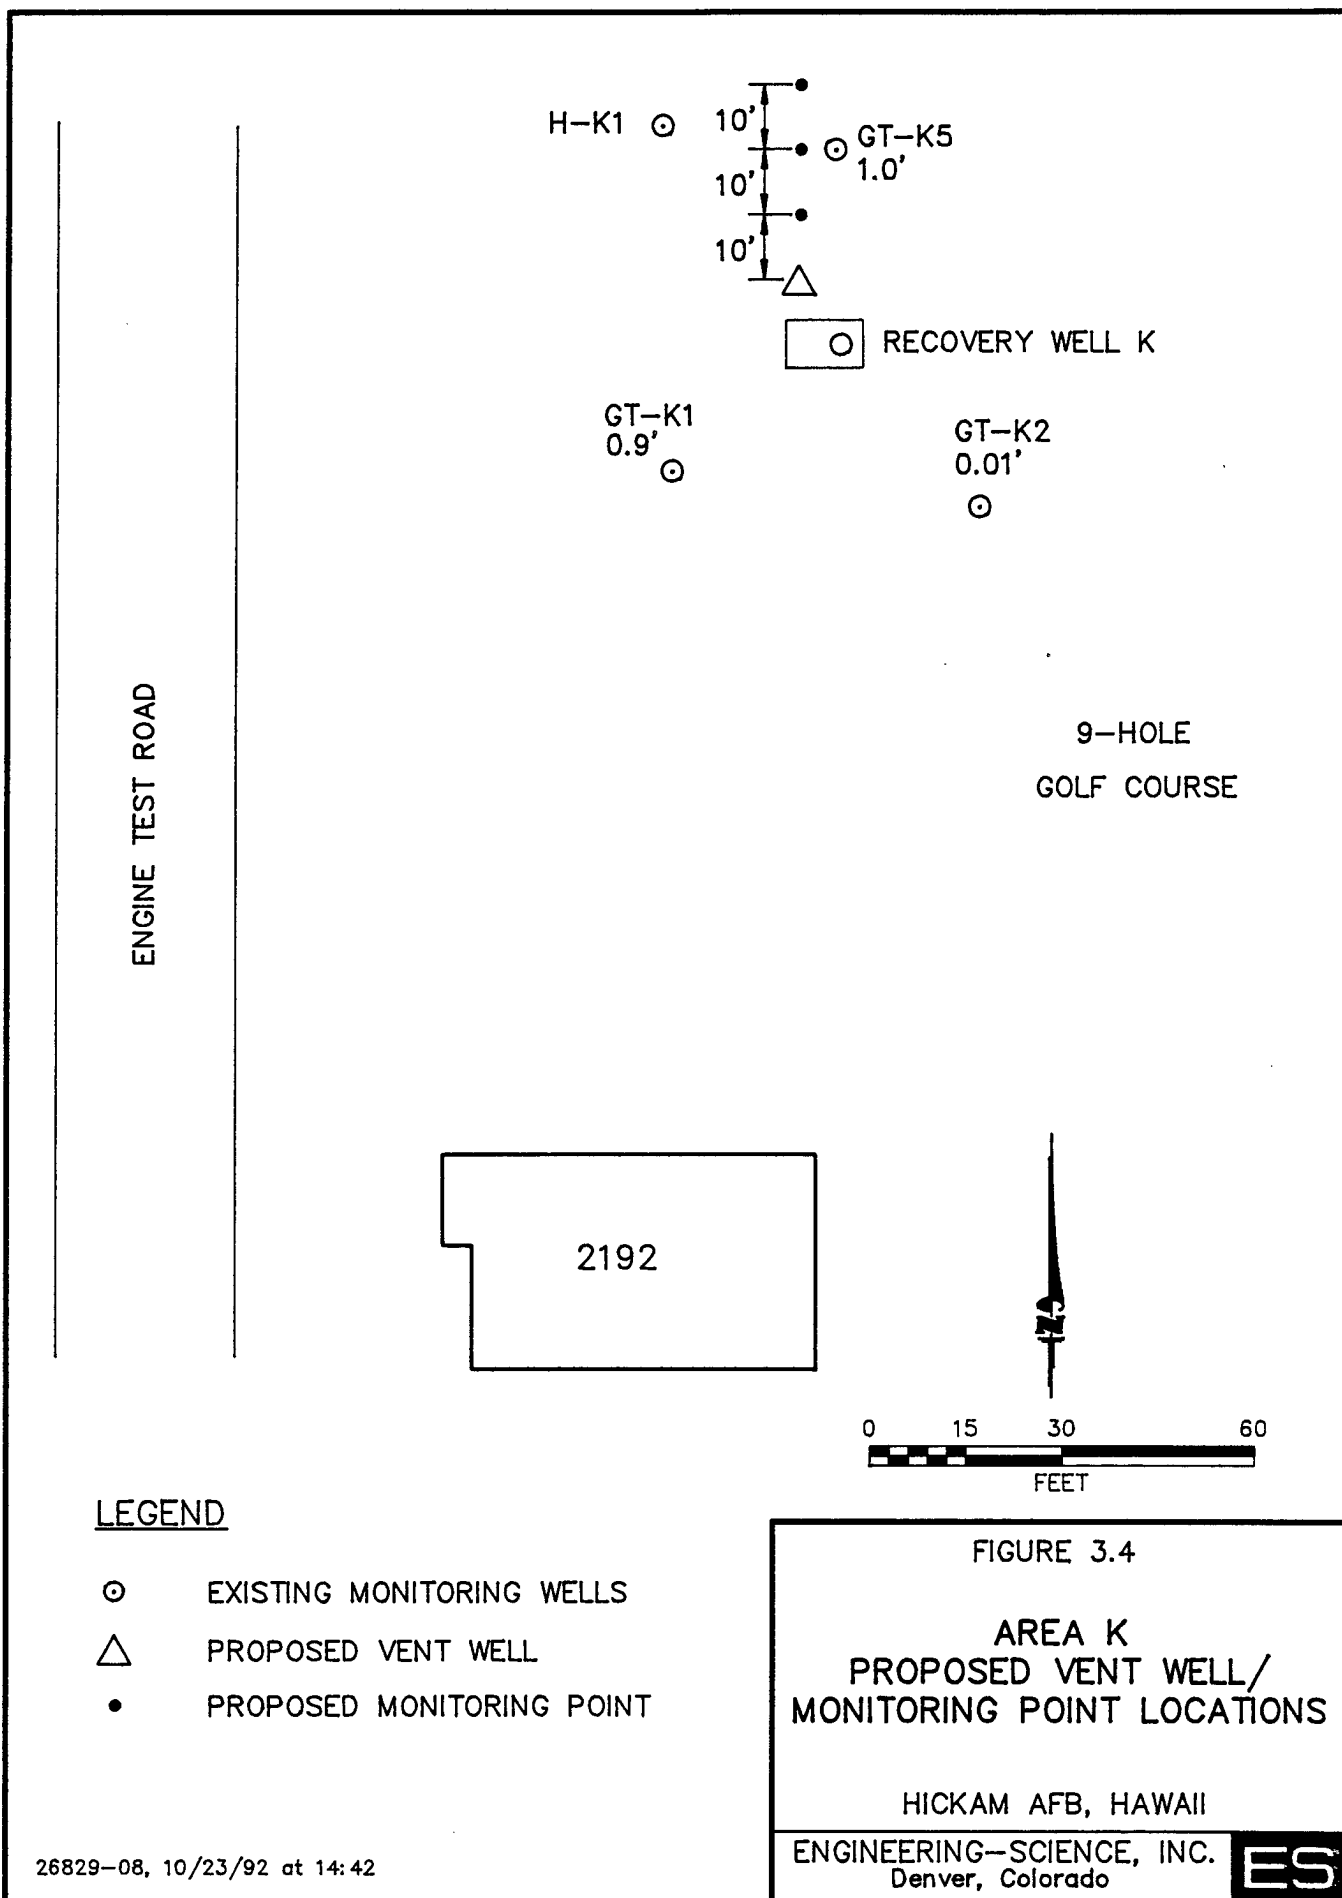 H-K1
10'
GT-K5
1.0'
10'
10'
RECOVERY WELL K
GT-K1
0.9'
GT-K2
0.01'
ENGINE TEST ROAD
9-HOLE
GOLF COURSE
2192
N
0 15 30 60
FEET
LEGEND
EXISTING MONITORING WELLS
PROPOSED VENT WELL
PROPOSED MONITORING POINT
FIGURE 3.4
AREA K
PROPOSED VENT WELL/
MONITORING POINT LOCATIONS
HICKAM AFB, HAWAII
ENGINEERING-SCIENCE, INC.
Denver, Colorado
ES
26829-08, 10/23/92 at 14:42